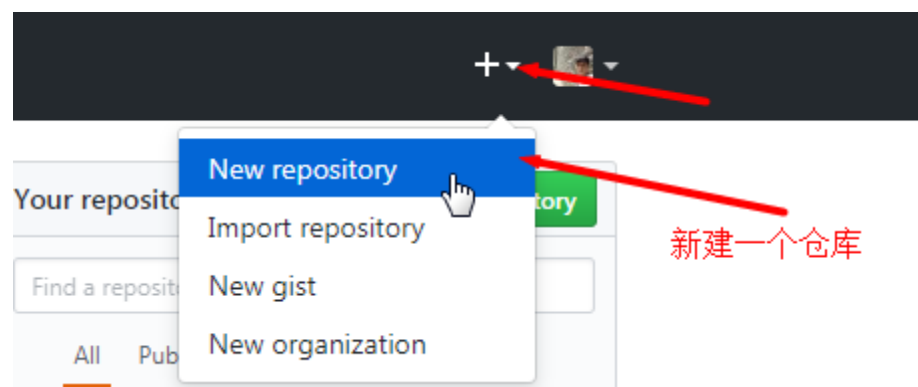 New repository
Your reposito
tory
Import repository
新建一个仓库
Find a reposit
New gist
All Pub
New organization